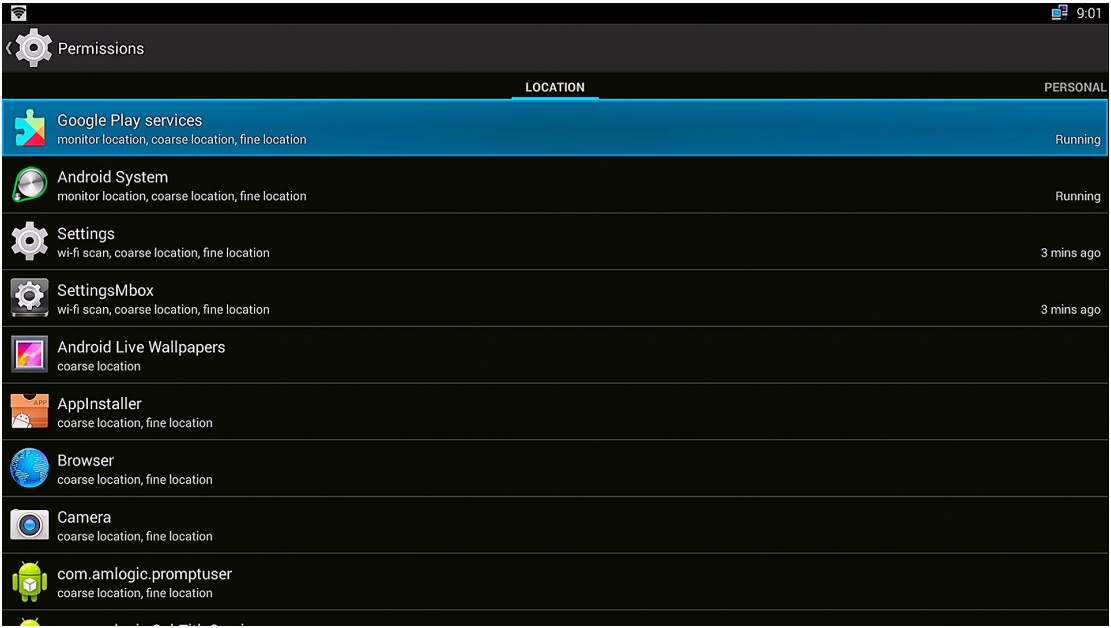 9:01
Permissions
LOCATION
PERSONAL
Google Play services
monitor location, coarse location, fine location
Running
Android System
monitor location, coarse location, fine location
Running
Settings
wi-fi scan, coarse location, fine location
3 mins ago
SettingsMbox
wi-fi scan, coarse location, fine location
3 mins ago
Android Live Wallpapers
coarse location
APP
AppInstaller
coarse location, fine location
Browser
coarse location, fine location
Camera
coarse location, fine location
com.amlogic.promptuser
coarse location, fine location